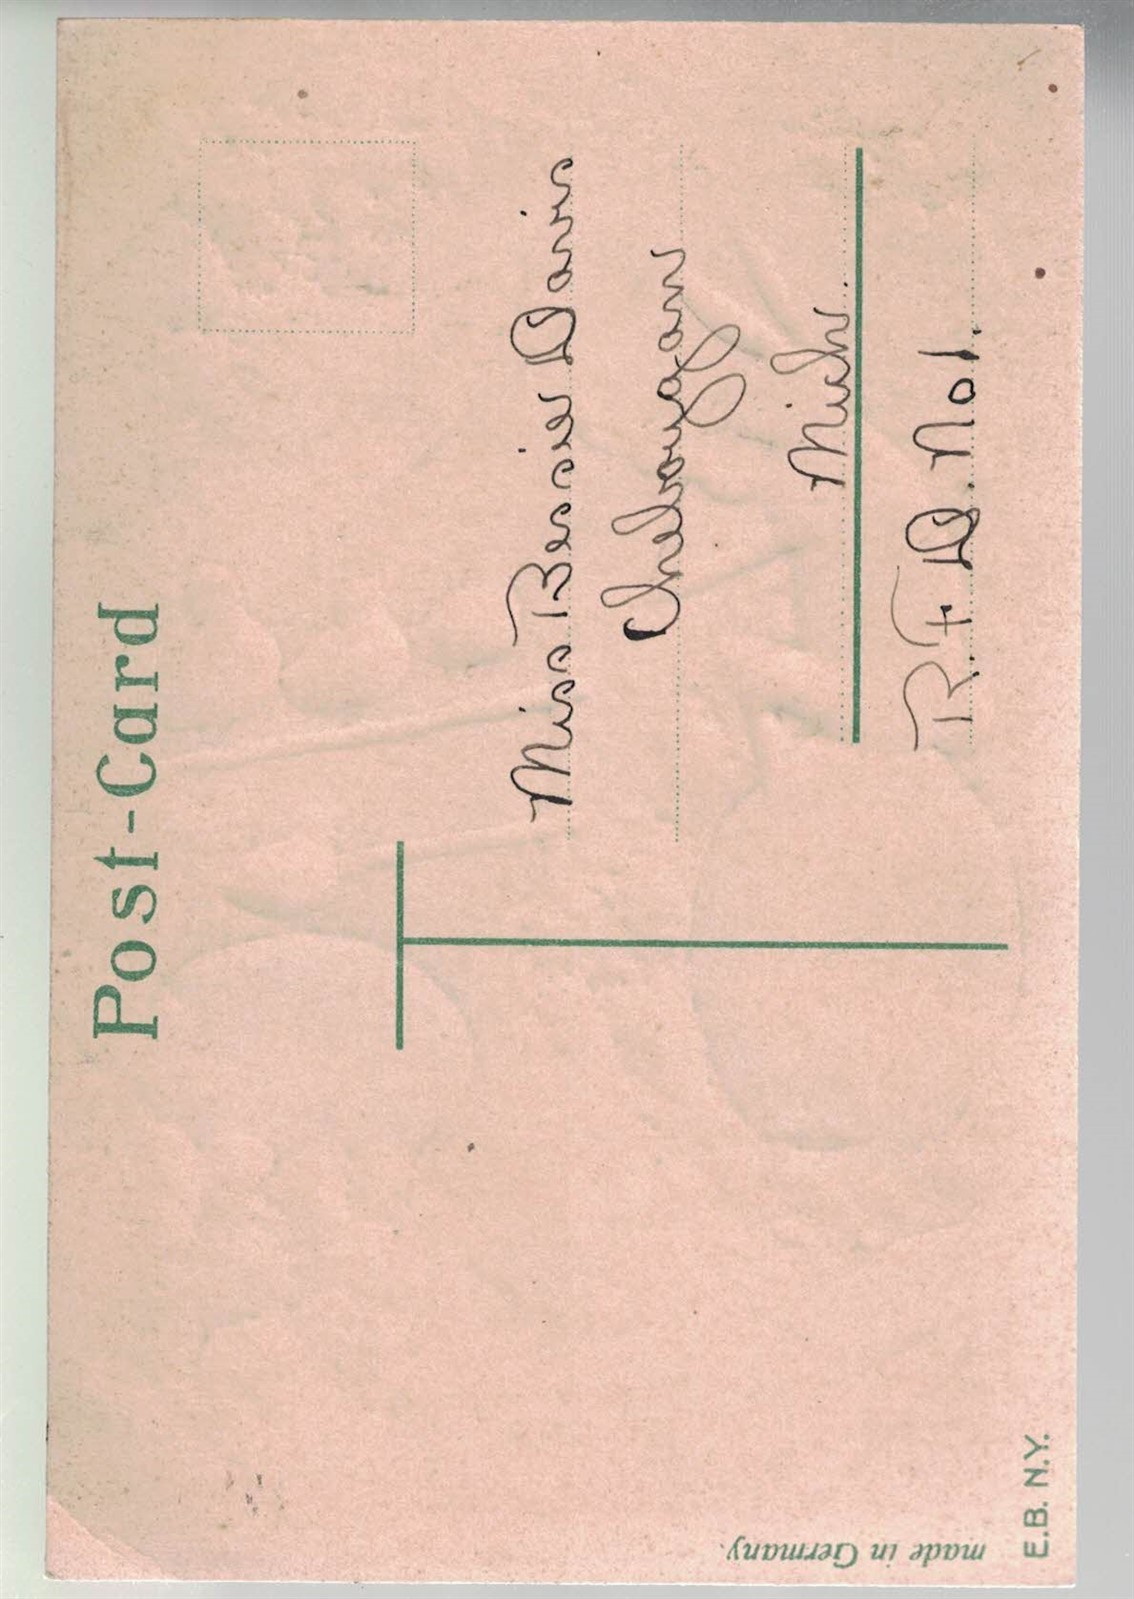 Post-Card
Miss Bessie Davis
Cheboygan
Mich.
R.F.D. No 1.
made in Germany.
E.B. N.Y.